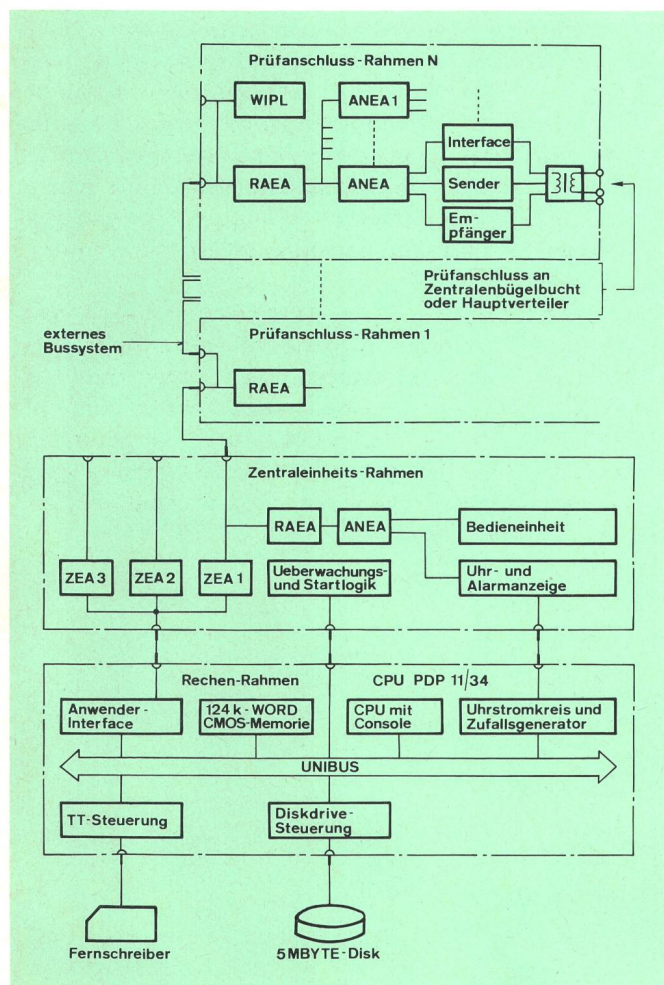 Prüfanschluss-Rahmen N
WIPL
ANEA 1
RAEA
ANEA
Interface
Sender
Em-
pfänger
Prüfanschluss an
Zentralenbügelbucht
oder Hauptverteiler
externes
Bussystem
Prüfanschluss-Rahmen 1
RAEA
Zentraleinheits-Rahmen
RAEA
ANEA
Bedieneinheit
ZEA 3
ZEA 2
ZEA 1
Ueberwachungs-
und Startlogik
Uhr- und
Alarmanzeige
Rechen-Rahmen
CPU PDP 11/34
Anwender-
Interface
124 k-WORD
CMOS-Memorie
CPU mit
Console
Uhrstromkreis und
Zufallsgenerator
UNIBUS
TT-Steuerung
Diskdrive-
Steuerung
Fernschreiber
5 MBYTE-Disk